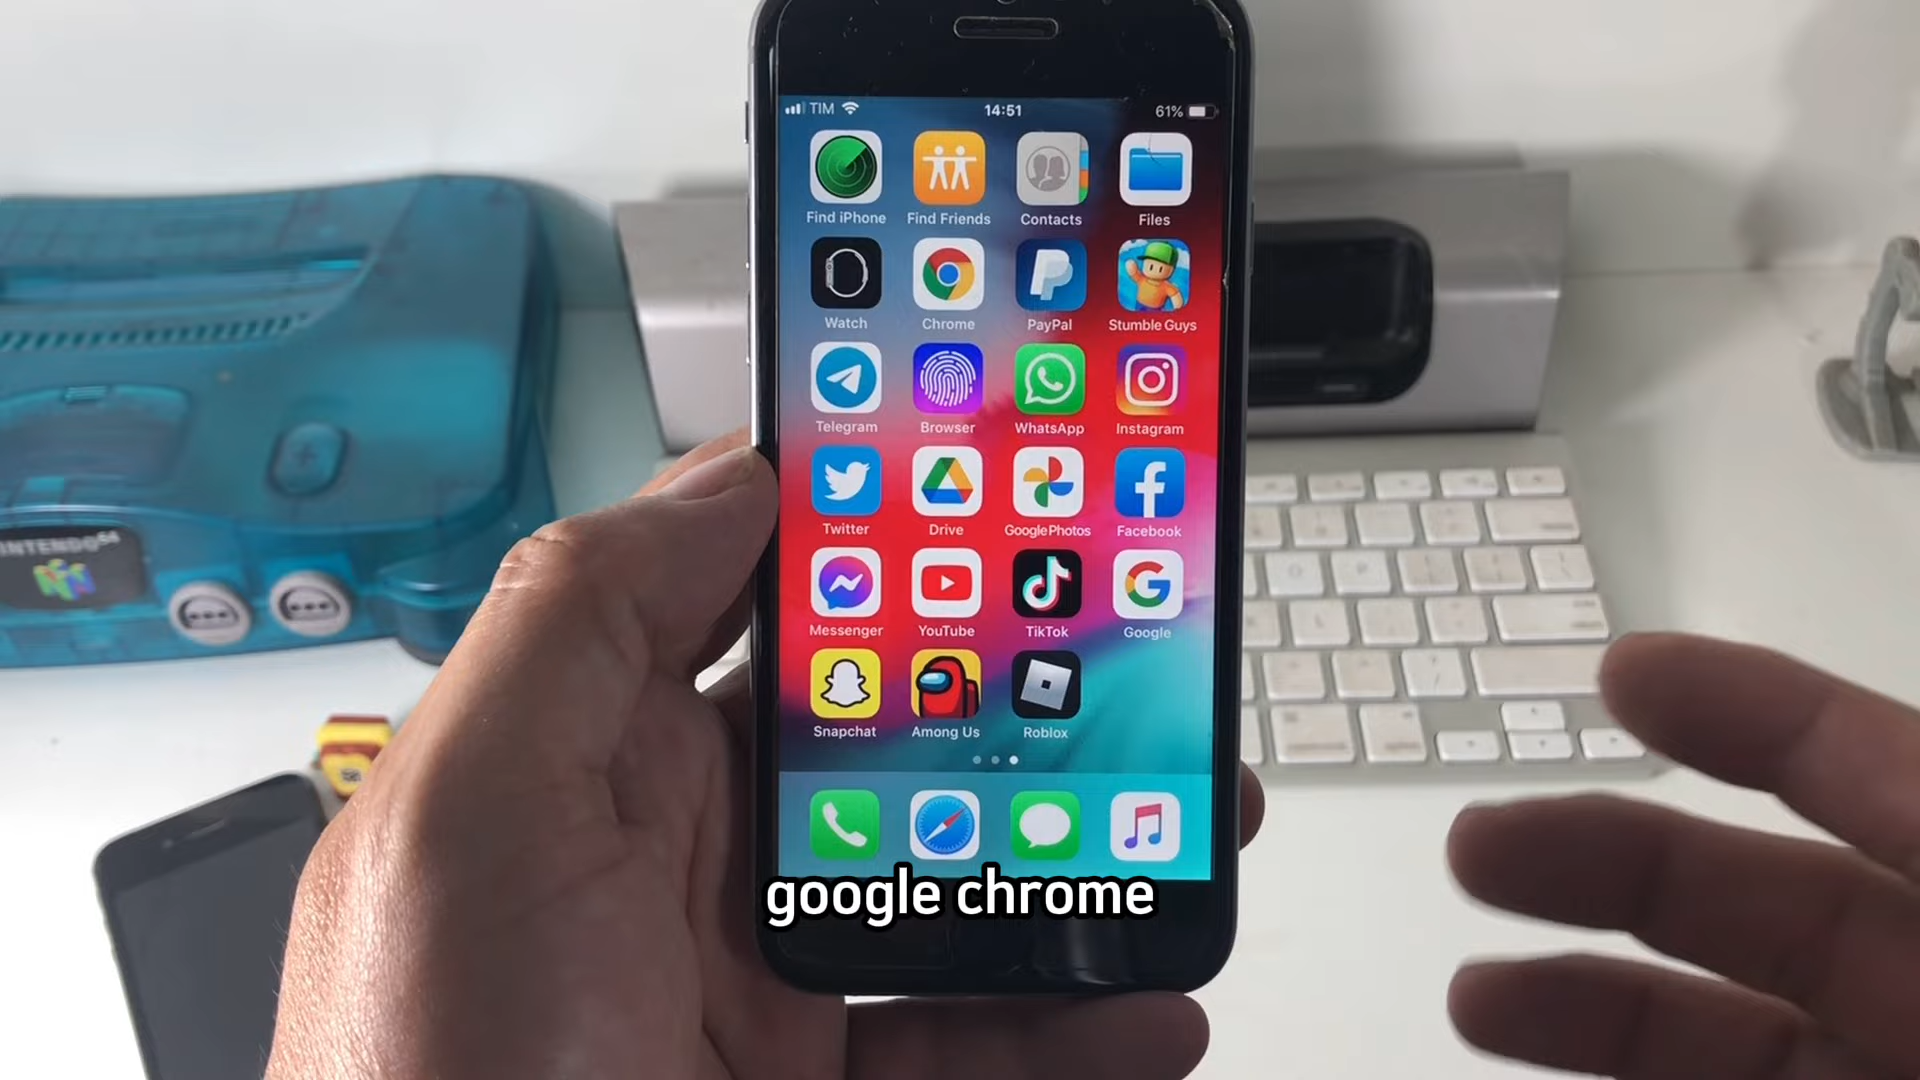 TIM 14:51 61%
Find iPhone Find Friends Contacts Files
Watch Chrome PayPal Stumble Guys
Telegram Browser WhatsApp Instagram
Twitter Drive Google Photos Facebook
Messenger YouTube TikTok Google
Snapchat Among Us Roblox
NINTENDO64
google chrome